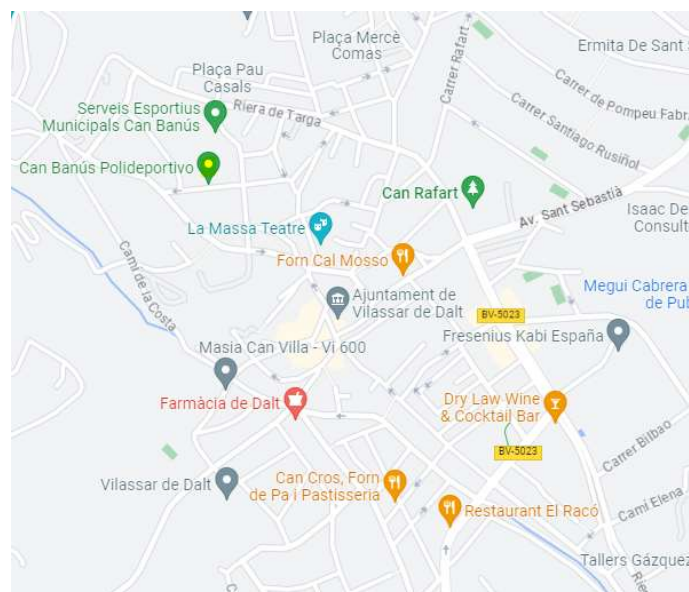 Plaça Mercè
Comas
Carrer Rafart
Ermita De Sant
Plaça Pau
Casals
Carrer de Pompeu Fabr
Serveis Esportius
Municipals Can Banús
Riera de Targa
Carrer Santiago Rusiñol
Can Banús Polideportivo
Can Rafart
Av. Sant Sebastià
Isaac De
Consult
La Massa Teatre
Forn Cal Mosso
Camí de la Costa
Ajuntament de
Vilassar de Dalt
Megui Cabrera
de Pub
BV-5023
Fresenius Kabi España
Masia Can Villa - Vi 600
Farmàcia de Dalt
Dry Law Wine
& Cocktail Bar
BV-5023
Carrer Bilbao
Can Cros, Forn
de Pa i Pastisseria
Vilassar de Dalt
Restaurant El Racó
Camí Elena
Tallers Gázquez
Rie